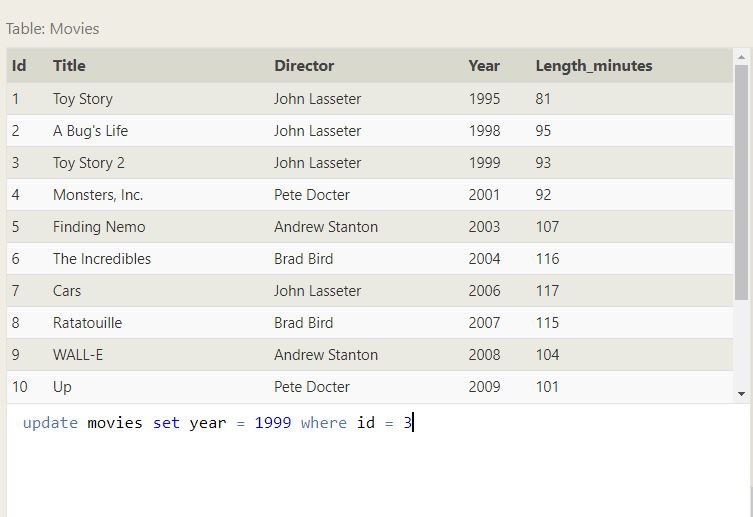 Table: Movies
Id Title Director Year Length_minutes
1 Toy Story John Lasseter 1995 81
2 A Bug's Life John Lasseter 1998 95
3 Toy Story 2 John Lasseter 1999 93
4 Monsters, Inc. Pete Docter 2001 92
5 Finding Nemo Andrew Stanton 2003 107
6 The Incredibles Brad Bird 2004 116
7 Cars John Lasseter 2006 117
8 Ratatouille Brad Bird 2007 115
9 WALL-E Andrew Stanton 2008 104
10 Up Pete Docter 2009 101
update movies set year = 1999 where id = 3